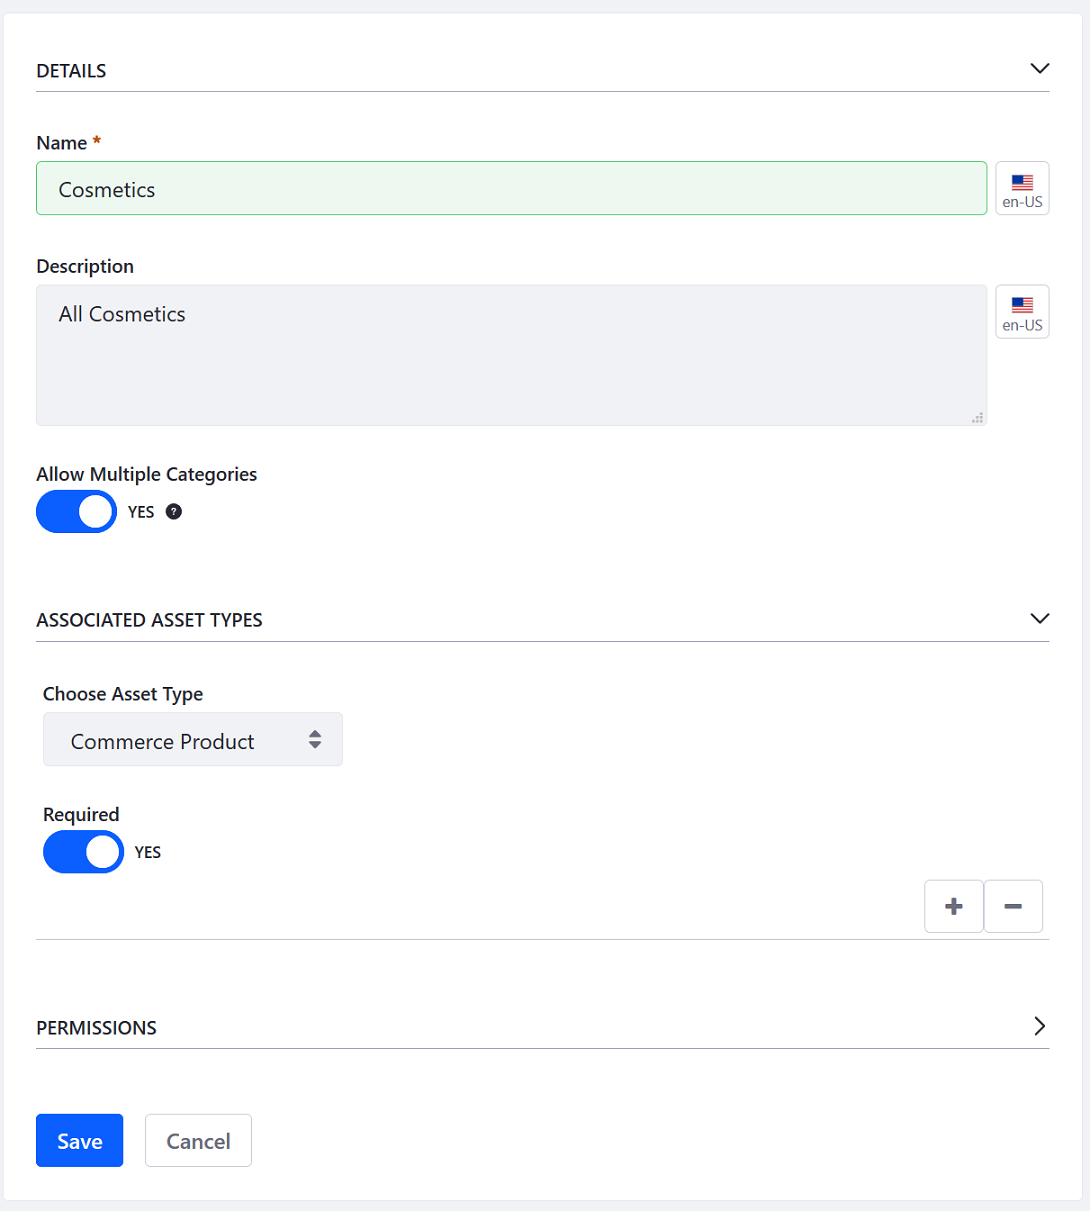 DETAILS
Name *
Cosmetics
en-US
Description
All Cosmetics
en-US
Allow Multiple Categories
YES ?
ASSOCIATED ASSET TYPES
Choose Asset Type
Commerce Product
Required
YES
PERMISSIONS
Save Cancel